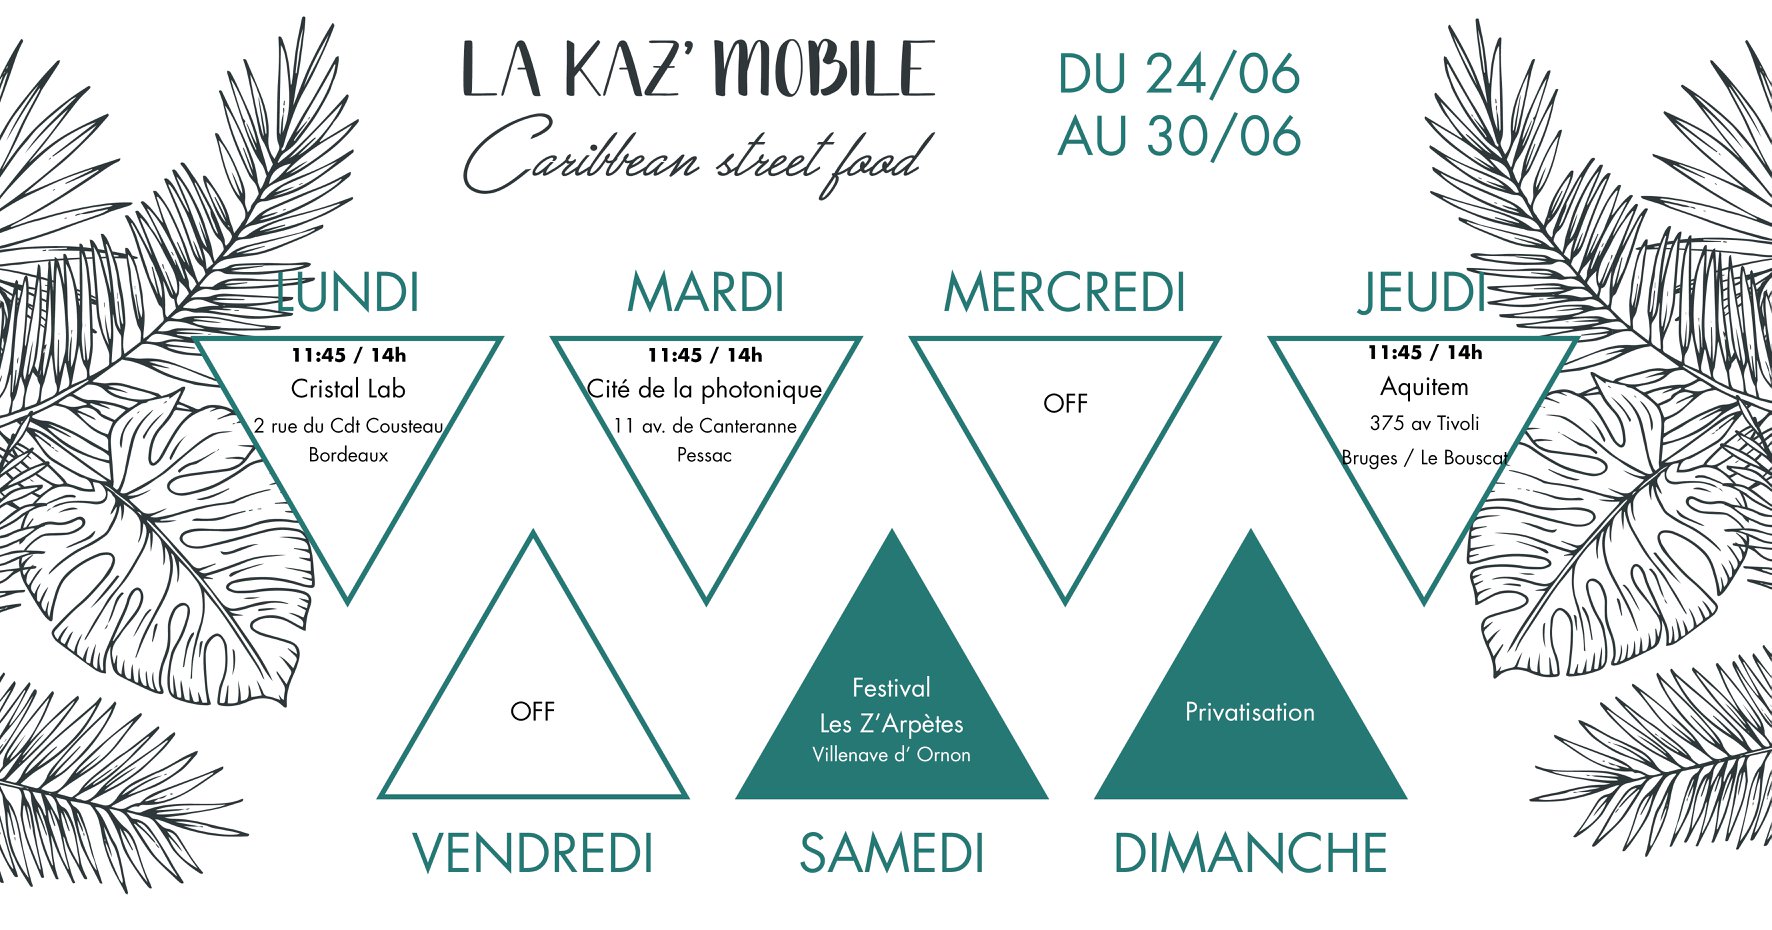 LA KAZ' MOBILE
Caribbean street food
DU 24/06
AU 30/06
LUNDI
11:45 / 14h
Cristal Lab
2 rue du Cdt Cousteau
Bordeaux
MARDI
11:45 / 14h
Cité de la photonique
11 av. de Canteranne
Pessac
MERCREDI
OFF
JEUDI
11:45 / 14h
Aquitem
375 av Tivoli
Bruges / Le Bouscat
OFF
VENDREDI
Festival
Les Z'Arpètes
Villenave d' Ornon
SAMEDI
Privatisation
DIMANCHE